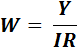 W = Y / IR